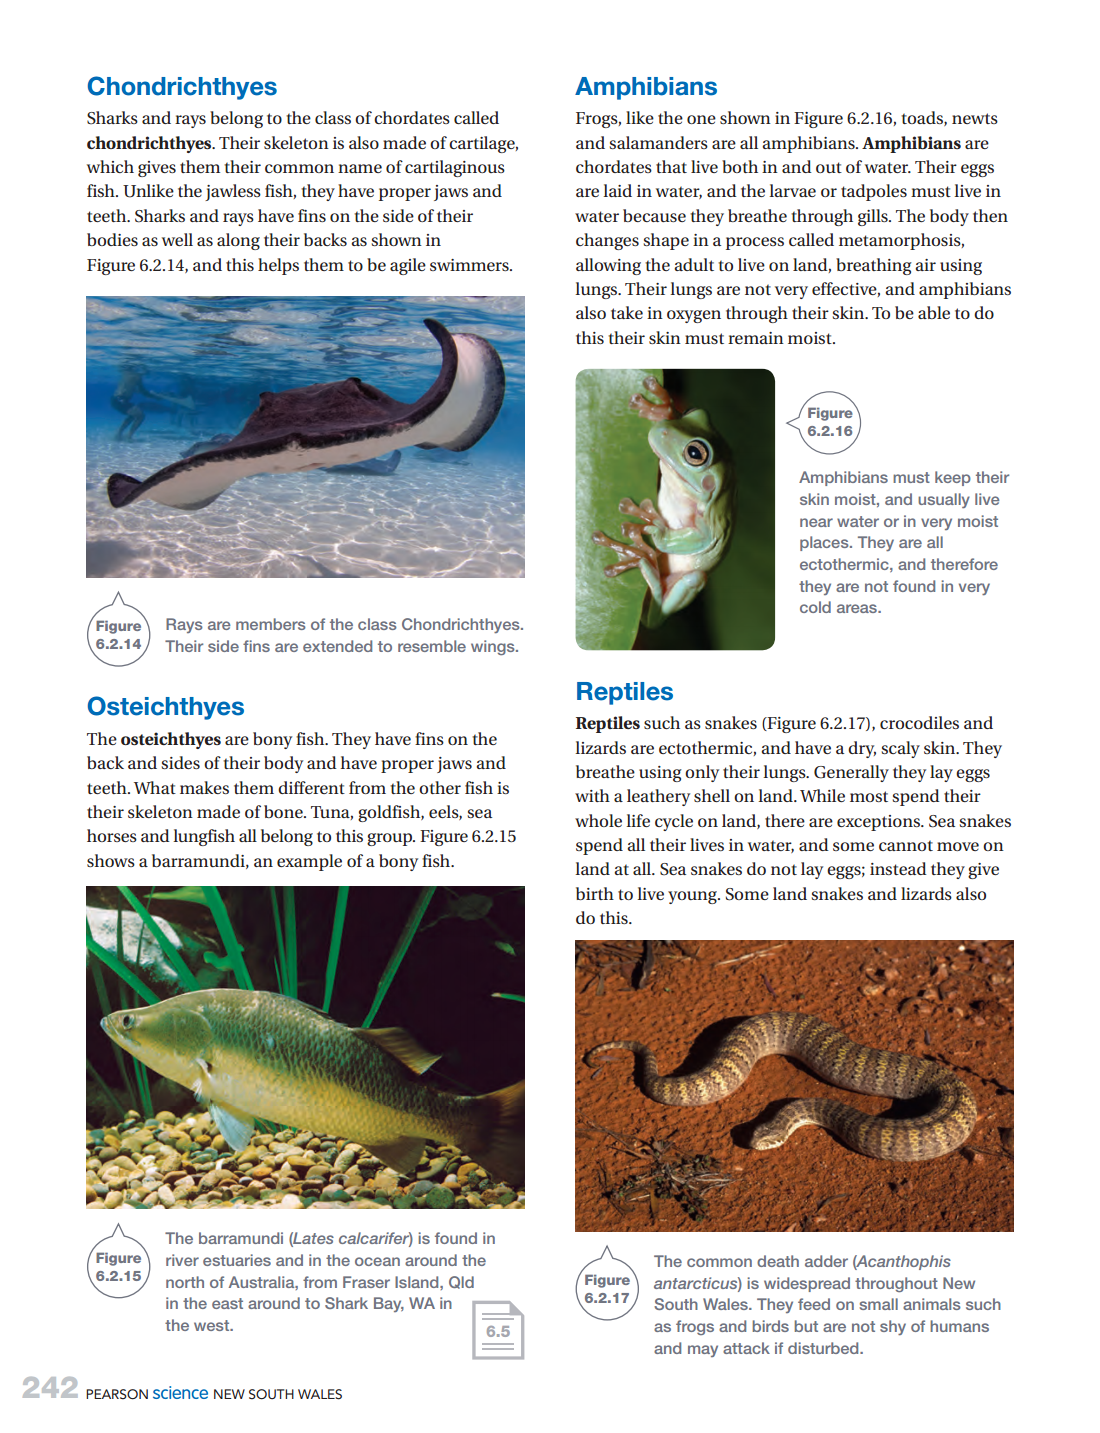 Chondrichthyes
Sharks and rays belong to the class of chordates called
chondrichthyes. Their skeleton is also made of cartilage,
which gives them their common name of cartilaginous
fish. Unlike the jawless fish, they have proper jaws and
teeth. Sharks and rays have fins on the side of their
bodies as well as along their backs as shown in
Figure 6.2.14, and this helps them to be agile swimmers.
Figure
6.2.14
Rays are members of the class Chondrichthyes.
Their side fins are extended to resemble wings.
Osteichthyes
The osteichthyes are bony fish. They have fins on the
back and sides of their body and have proper jaws and
teeth. What makes them different from the other fish is
their skeleton made of bone. Tuna, goldfish, eels, sea
horses and lungfish all belong to this group. Figure 6.2.15
shows a barramundi, an example of a bony fish.
Figure
6.2.15
The barramundi (Lates calcarifer) is found in
river estuaries and in the ocean around the
north of Australia, from Fraser Island, Qld
in the east around to Shark Bay, WA in
the west.
6.5
Amphibians
Frogs, like the one shown in Figure 6.2.16, toads, newts
and salamanders are all amphibians. Amphibians are
chordates that live both in and out of water. Their eggs
are laid in water, and the larvae or tadpoles must live in
water because they breathe through gills. The body then
changes shape in a process called metamorphosis,
allowing the adult to live on land, breathing air using
lungs. Their lungs are not very effective, and amphibians
also take in oxygen through their skin. To be able to do
this their skin must remain moist.
Figure
6.2.16
Amphibians must keep their
skin moist, and usually live
near water or in very moist
places. They are all
ectothermic, and therefore
they are not found in very
cold areas.
Reptiles
Reptiles such as snakes (Figure 6.2.17), crocodiles and
lizards are ectothermic, and have a dry, scaly skin. They
breathe using only their lungs. Generally they lay eggs
with a leathery shell on land. While most spend their
whole life cycle on land, there are exceptions. Sea snakes
spend all their lives in water, and some cannot move on
land at all. Sea snakes do not lay eggs; instead they give
birth to live young. Some land snakes and lizards also
do this.
Figure
6.2.17
The common death adder (Acanthophis
antarcticus) is widespread throughout New
South Wales. They feed on small animals such
as frogs and birds but are not shy of humans
and may attack if disturbed.
242 PEARSON science NEW SOUTH WALES